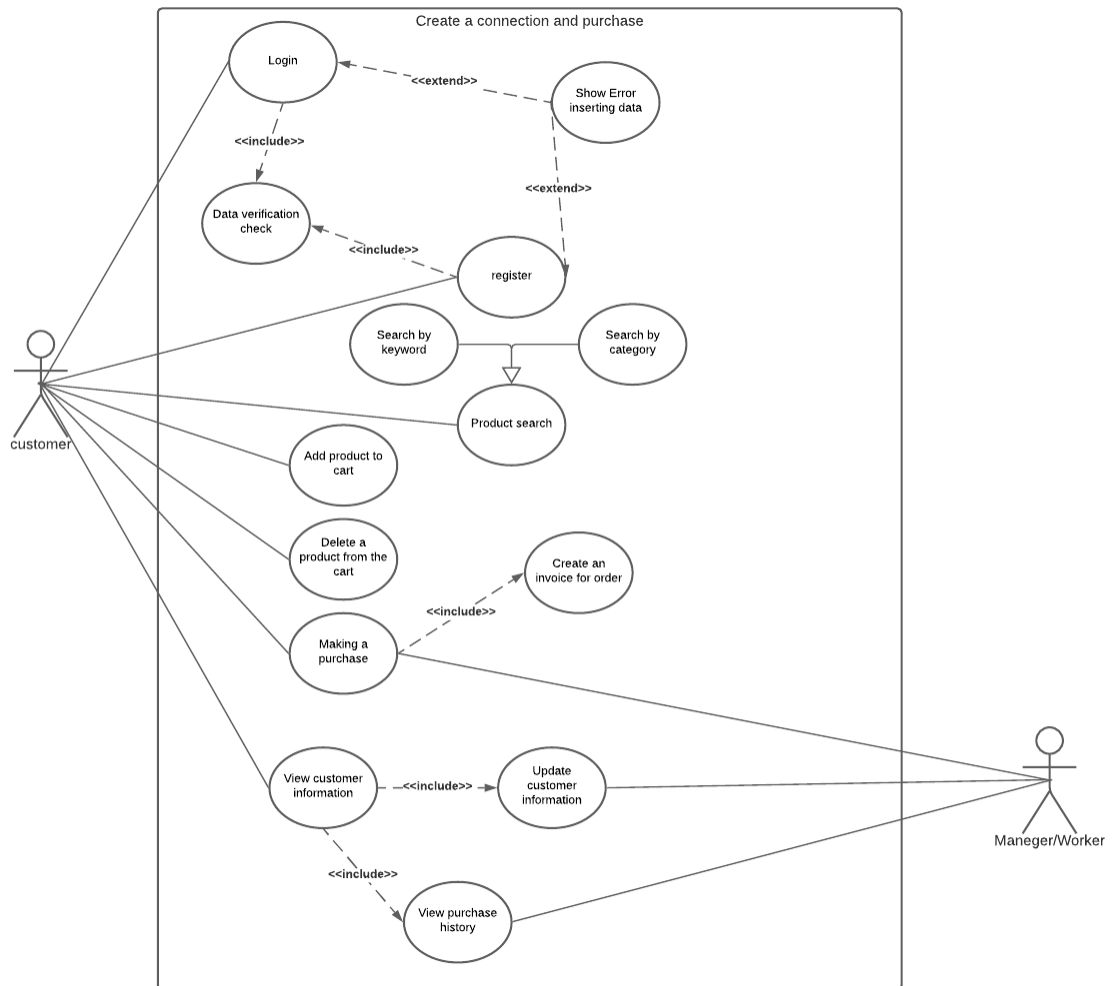 Create a connection and purchase
Login
<<extend>>
Show Error
inserting data
<<include>>
<<extend>>
Data verification
check
<<include>>
register
Search by
keyword
Search by
category
Product search
customer
Add product to
cart
Delete a
product from the
cart
Create an
invoice for order
<<include>>
Making a
purchase
View customer
information
<<include>>
Update
customer
information
Maneger/Worker
<<include>>
View purchase
history